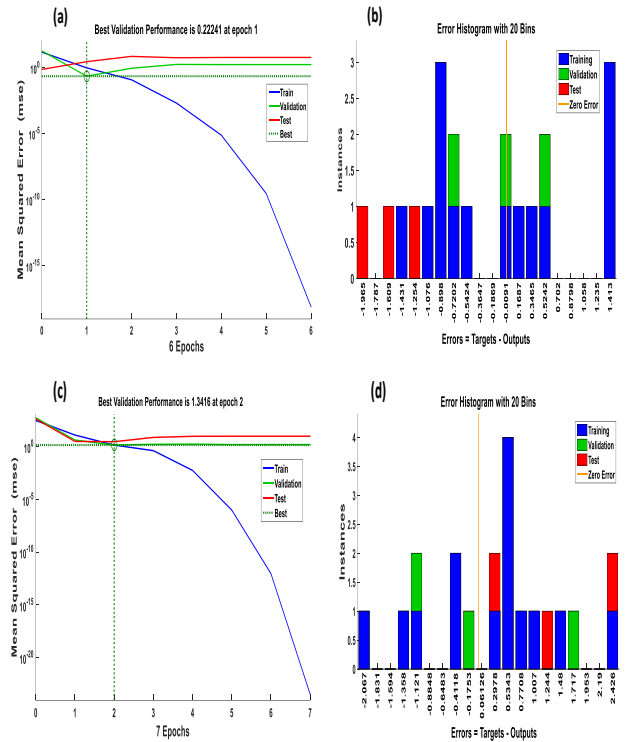 (a)
Best Validation Performance is 0.22241 at epoch 1
Mean Squared Error (mse)
10^0
10^-5
10^-10
10^-15
Train
Validation
Test
Best
0 1 2 3 4 5 6
6 Epochs
(b)
Error Histogram with 20 Bins
Instances
3
2.5
2
1.5
1
0.5
0
Training
Validation
Test
Zero Error
-1.965 -1.787 -1.609 -1.431 -1.254 -1.076 -0.898 -0.7202 -0.5424 -0.3647 -0.1869 -0.0091 0.1687 0.3465 0.5242 0.702 0.8798 1.058 1.235 1.413
Errors = Targets - Outputs
(c)
Best Validation Performance is 1.3416 at epoch 2
Mean Squared Error (mse)
10^0
10^-5
10^-10
10^-15
10^-20
Train
Validation
Test
Best
0 1 2 3 4 5 6 7
7 Epochs
(d)
Error Histogram with 20 Bins
Instances
4
3.5
3
2.5
2
1.5
1
0.5
0
Training
Validation
Test
Zero Error
-2.067 -1.831 -1.594 -1.358 -1.121 -0.8848 -0.6483 -0.4118 -0.1753 0.06126 0.2978 0.5343 0.7708 1.007 1.244 1.48 1.717 1.953 2.19 2.426
Errors = Targets - Outputs